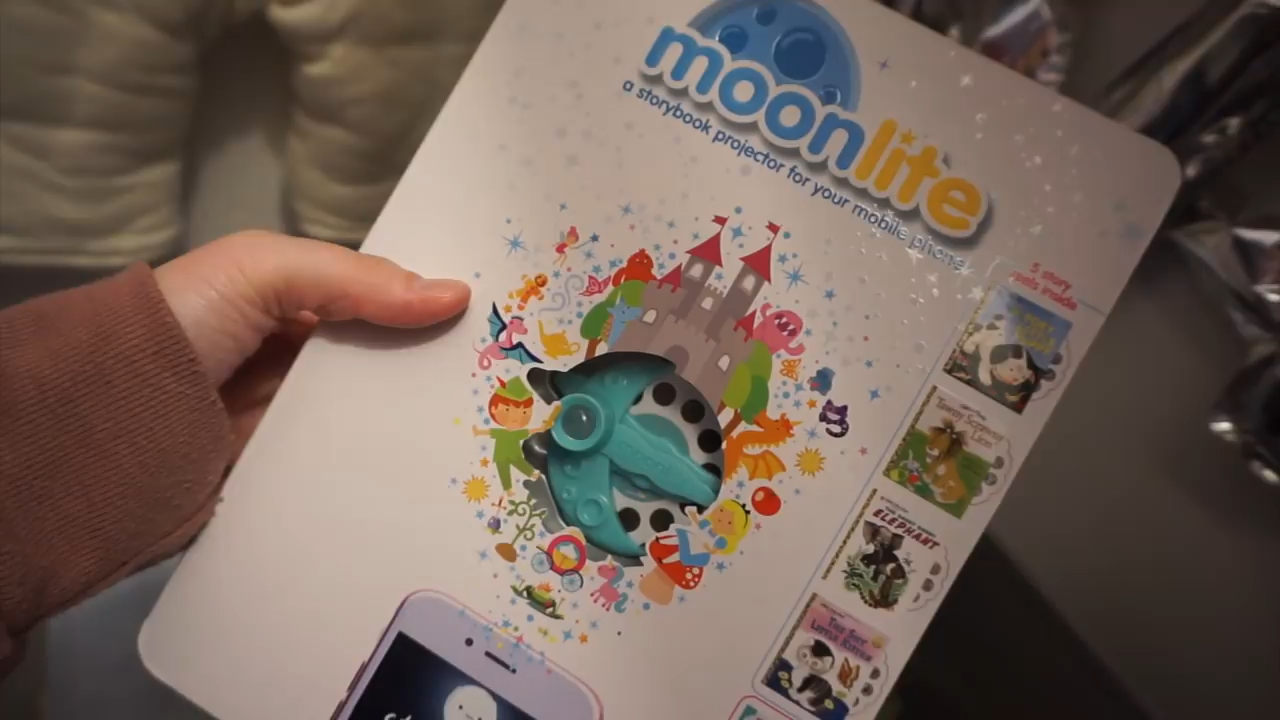 moonlite
a storybook projector for your mobile phone
5 story
reels inside
Tawny Scrawny
Lion
ELEPHANT
The Shy
Little Kitten